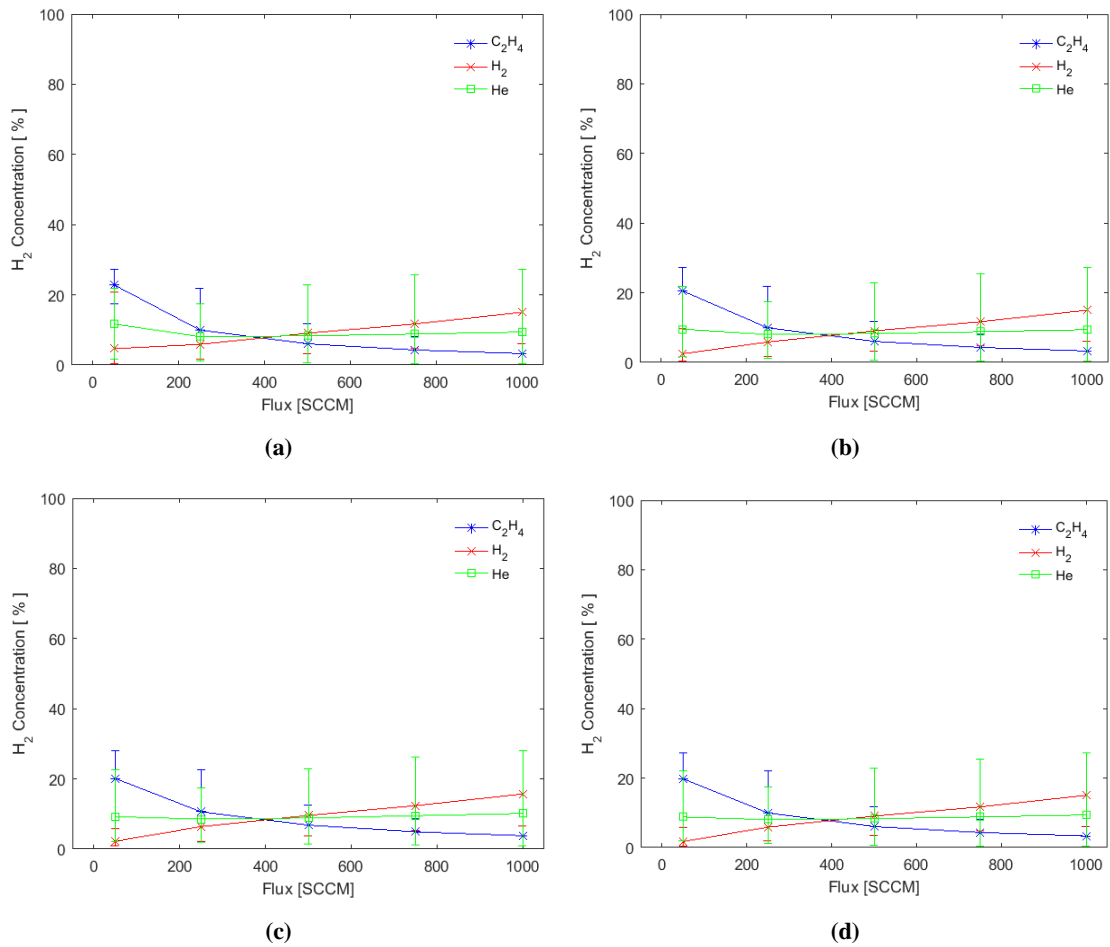 100
80
60
40
20
0
H2 Concentration [ % ]
0 200 400 600 800 1000
Flux [SCCM]
C2H4
H2
He
(a)
100
80
60
40
20
0
H2 Concentration [ % ]
0 200 400 600 800 1000
Flux [SCCM]
C2H4
H2
He
(b)
100
80
60
40
20
0
H2 Concentration [ % ]
0 200 400 600 800 1000
Flux [SCCM]
C2H4
H2
He
(c)
100
80
60
40
20
0
H2 Concentration [ % ]
0 200 400 600 800 1000
Flux [SCCM]
C2H4
H2
He
(d)